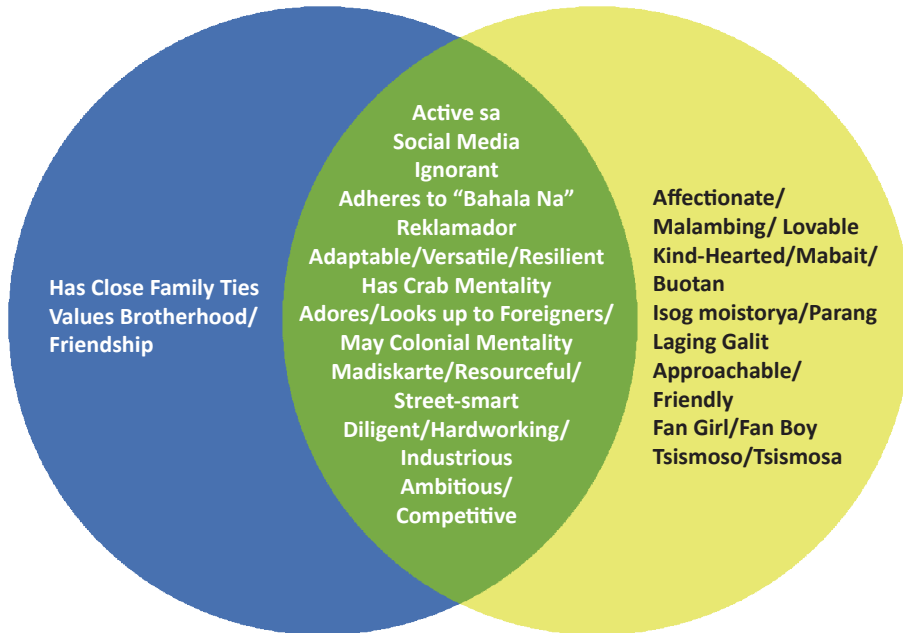 Has Close Family Ties
Values Brotherhood/
Friendship
Active sa
Social Media
Ignorant
Adheres to “Bahala Na”
Reklamador
Adaptable/Versatile/Resilient
Has Crab Mentality
Adores/Looks up to Foreigners/
May Colonial Mentality
Madiskarte/Resourceful/
Street-smart
Diligent/Hardworking/
Industrious
Ambitious/
Competitive
Affectionate/
Malambing/ Lovable
Kind-Hearted/Mabait/
Buotan
Isog moistorya/Parang
Laging Galit
Approachable/
Friendly
Fan Girl/Fan Boy
Tsismoso/Tsismosa